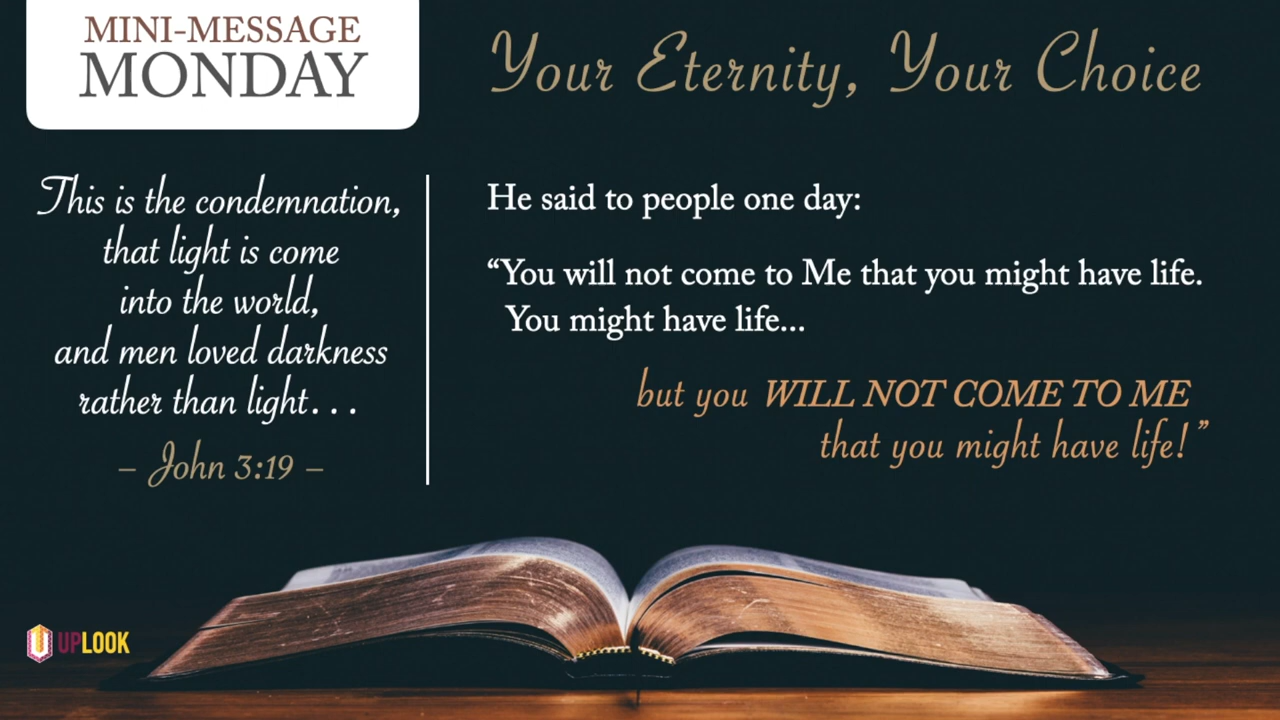 MINI-MESSAGE
MONDAY
Your Eternity, Your Choice
This is the condemnation,
that light is come
into the world,
and men loved darkness
rather than light...
– John 3:19 –
He said to people one day:
“You will not come to Me that you might have life.
You might have life...
but you WILL NOT COME TO ME
that you might have life!”
UPLOOK